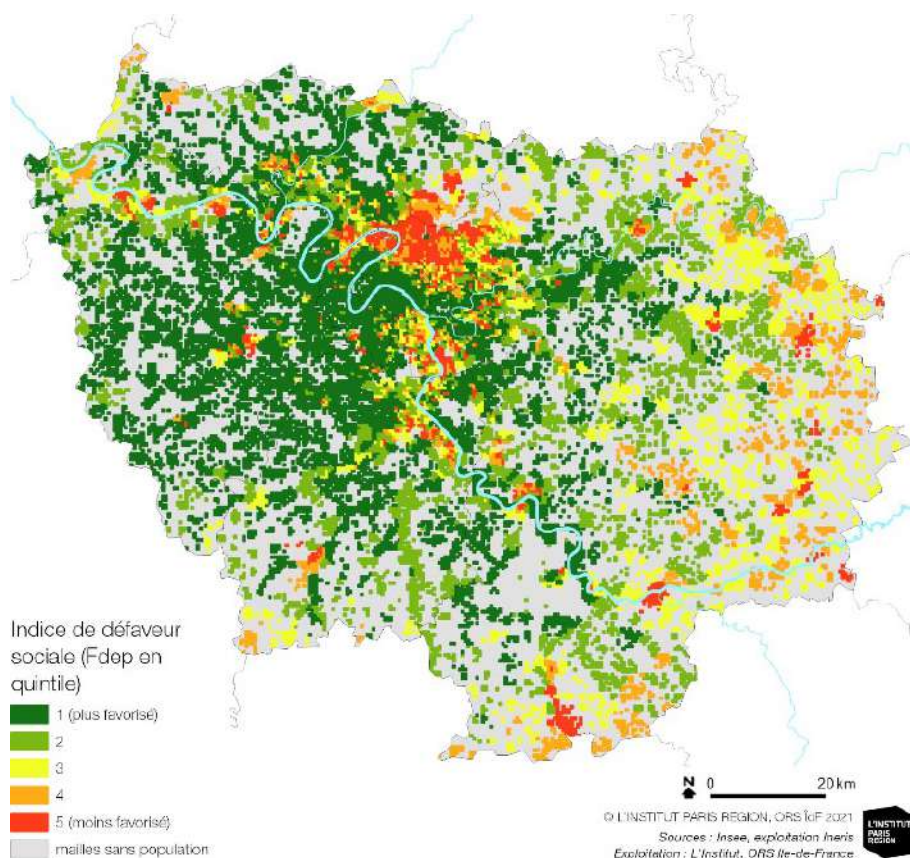 Indice de défaveur
sociale (Fdep en
quintile)
1 (plus favorisé)
2
3
4
5 (moins favorisé)
mailles sans population
N 0 20 km
© L'INSTITUT PARIS REGION, ORS ÎdF 2021
Sources : Insee, exploitation Ineris
Exploitation : L'Institut, ORS Ile-de-France
L'INSTITUT
PARIS
REGION